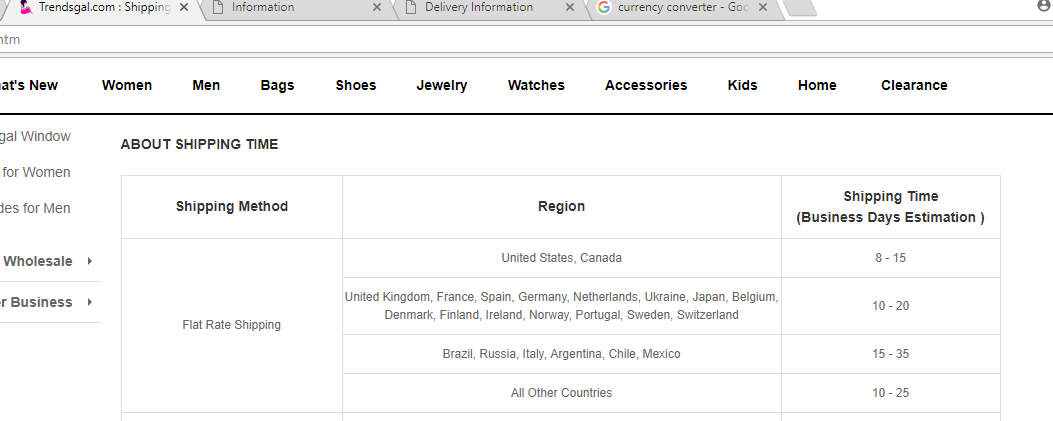 Trendsgal.com : Shipping
Information
Delivery Information
currency converter - Goo
htm
at's New
Women
Men
Bags
Shoes
Jewelry
Watches
Accessories
Kids
Home
Clearance
gal Window
for Women
des for Men
Wholesale
r Business
ABOUT SHIPPING TIME
Shipping Method
Region
Shipping Time
(Business Days Estimation )
Flat Rate Shipping
United States, Canada
8 - 15
United Kingdom, France, Spain, Germany, Netherlands, Ukraine, Japan, Belgium,
Denmark, Finland, Ireland, Norway, Portugal, Sweden, Switzerland
10 - 20
Brazil, Russia, Italy, Argentina, Chile, Mexico
15 - 35
All Other Countries
10 - 25